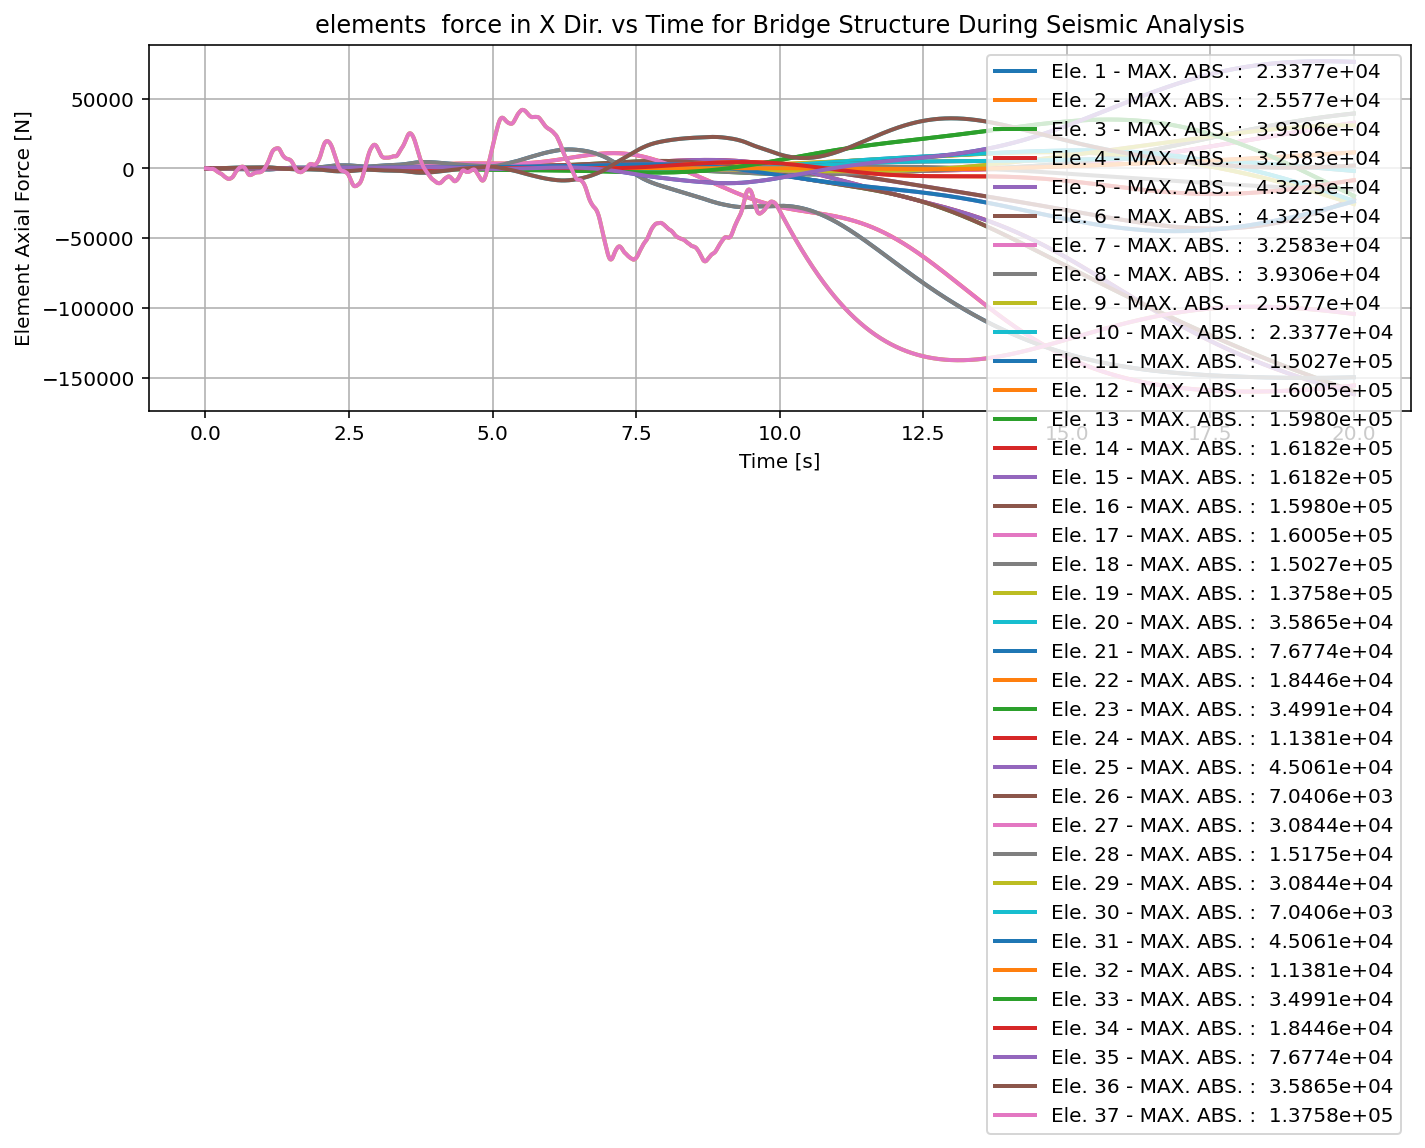 elements  force in X Dir. vs Time for Bridge Structure During Seismic Analysis
Element Axial Force [N]
50000
0
−50000
−100000
−150000
0.0
2.5
5.0
7.5
10.0
12.5
15.0
17.5
20.0
Time [s]
Ele. 1 - MAX. ABS. :  2.3377e+04
Ele. 2 - MAX. ABS. :  2.5577e+04
Ele. 3 - MAX. ABS. :  3.9306e+04
Ele. 4 - MAX. ABS. :  3.2583e+04
Ele. 5 - MAX. ABS. :  4.3225e+04
Ele. 6 - MAX. ABS. :  4.3225e+04
Ele. 7 - MAX. ABS. :  3.2583e+04
Ele. 8 - MAX. ABS. :  3.9306e+04
Ele. 9 - MAX. ABS. :  2.5577e+04
Ele. 10 - MAX. ABS. :  2.3377e+04
Ele. 11 - MAX. ABS. :  1.5027e+05
Ele. 12 - MAX. ABS. :  1.6005e+05
Ele. 13 - MAX. ABS. :  1.5980e+05
Ele. 14 - MAX. ABS. :  1.6182e+05
Ele. 15 - MAX. ABS. :  1.6182e+05
Ele. 16 - MAX. ABS. :  1.5980e+05
Ele. 17 - MAX. ABS. :  1.6005e+05
Ele. 18 - MAX. ABS. :  1.5027e+05
Ele. 19 - MAX. ABS. :  1.3758e+05
Ele. 20 - MAX. ABS. :  3.5865e+04
Ele. 21 - MAX. ABS. :  7.6774e+04
Ele. 22 - MAX. ABS. :  1.8446e+04
Ele. 23 - MAX. ABS. :  3.4991e+04
Ele. 24 - MAX. ABS. :  1.1381e+04
Ele. 25 - MAX. ABS. :  4.5061e+04
Ele. 26 - MAX. ABS. :  7.0406e+03
Ele. 27 - MAX. ABS. :  3.0844e+04
Ele. 28 - MAX. ABS. :  1.5175e+04
Ele. 29 - MAX. ABS. :  3.0844e+04
Ele. 30 - MAX. ABS. :  7.0406e+03
Ele. 31 - MAX. ABS. :  4.5061e+04
Ele. 32 - MAX. ABS. :  1.1381e+04
Ele. 33 - MAX. ABS. :  3.4991e+04
Ele. 34 - MAX. ABS. :  1.8446e+04
Ele. 35 - MAX. ABS. :  7.6774e+04
Ele. 36 - MAX. ABS. :  3.5865e+04
Ele. 37 - MAX. ABS. :  1.3758e+05